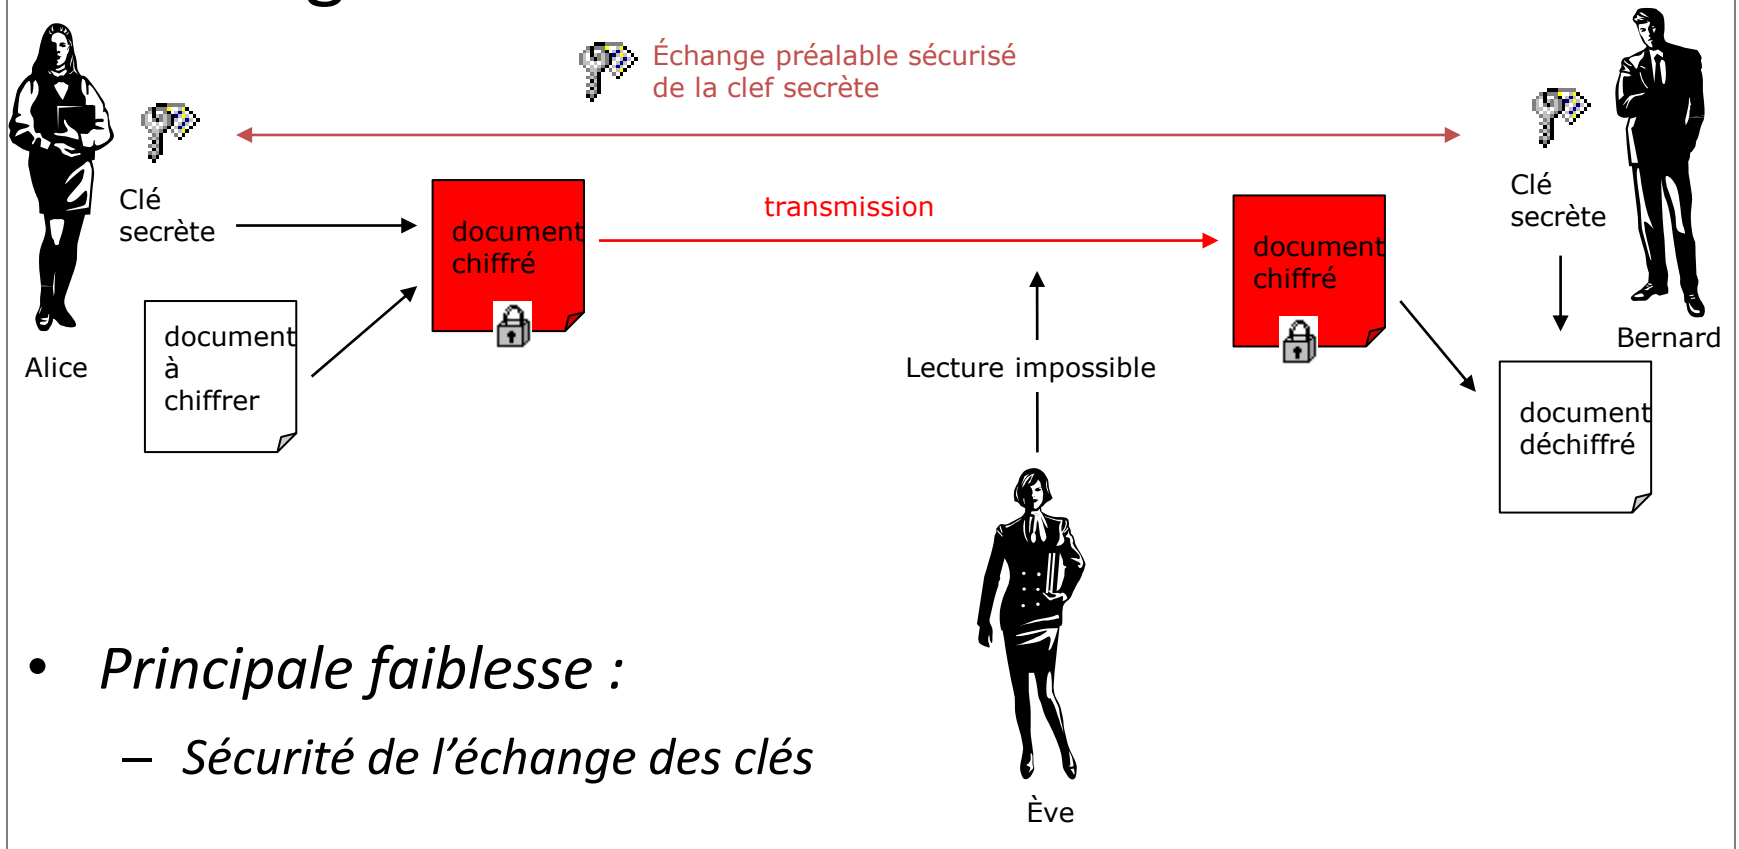 Échange préalable sécurisé
de la clef secrète
Clé
secrète
document
chiffré
transmission
document
chiffré
Clé
secrète
document
à
chiffrer
Alice
Lecture impossible
Bernard
document
déchiffré
• Principale faiblesse :
– Sécurité de l’échange des clés
Ève